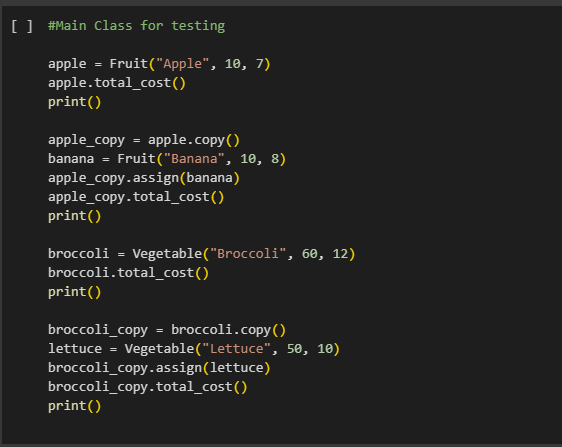 [ ] #Main Class for testing
apple = Fruit("Apple", 10, 7)
apple.total_cost()
print()
apple_copy = apple.copy()
banana = Fruit("Banana", 10, 8)
apple_copy.assign(banana)
apple_copy.total_cost()
print()
broccoli = Vegetable("Broccoli", 60, 12)
broccoli.total_cost()
print()
broccoli_copy = broccoli.copy()
lettuce = Vegetable("Lettuce", 50, 10)
broccoli_copy.assign(lettuce)
broccoli_copy.total_cost()
print()